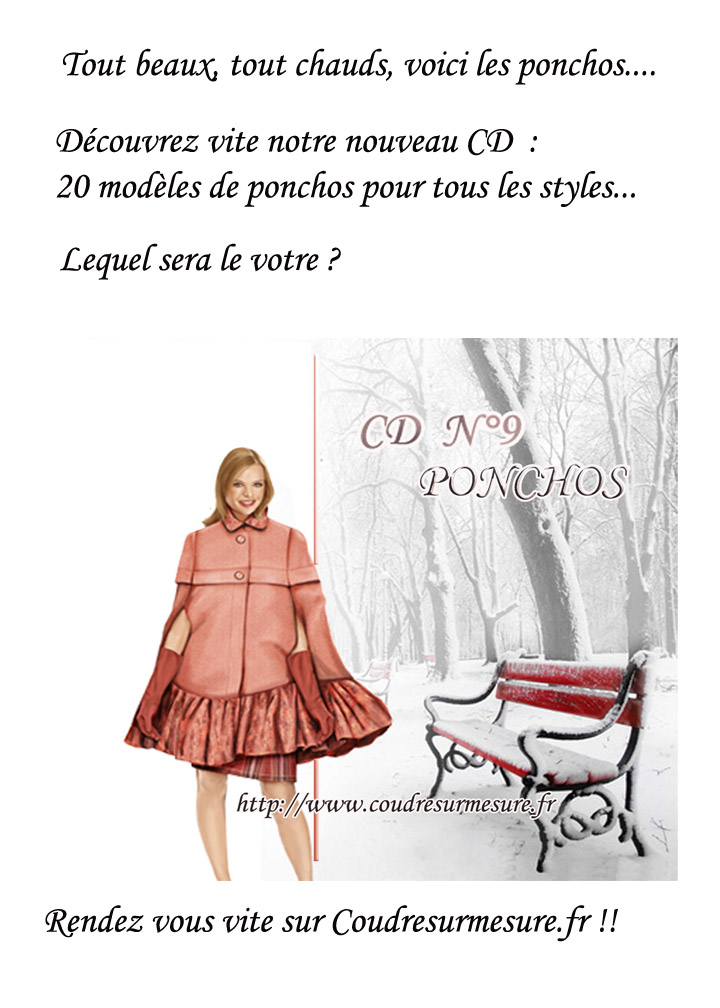 Tout beaux, tout chauds, voici les ponchos....
Découvrez vite notre nouveau CD :
20 modèles de ponchos pour tous les styles...
Lequel sera le votre ?
CD N°9
PONCHOS
http://www.coudresurmesure.fr
Rendez vous vite sur Coudresurmesure.fr !!